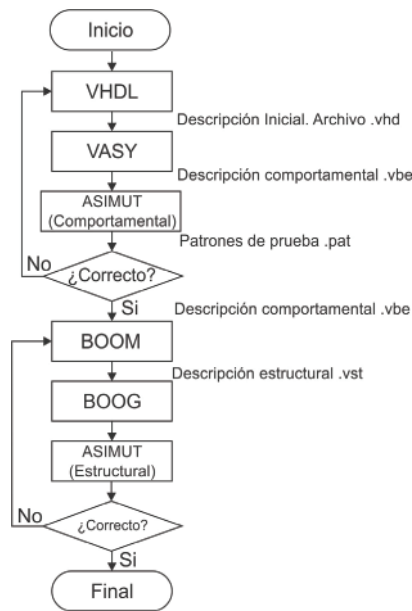 Inicio
VHDL
Descripción Inicial. Archivo .vhd
VASY
Descripción comportamental .vbe
ASIMUT
(Comportamental)
Patrones de prueba .pat
No
¿Correcto?
Si
Descripción comportamental .vbe
BOOM
Descripción estructural .vst
BOOG
ASIMUT
(Estructural)
No
¿Correcto?
Si
Final